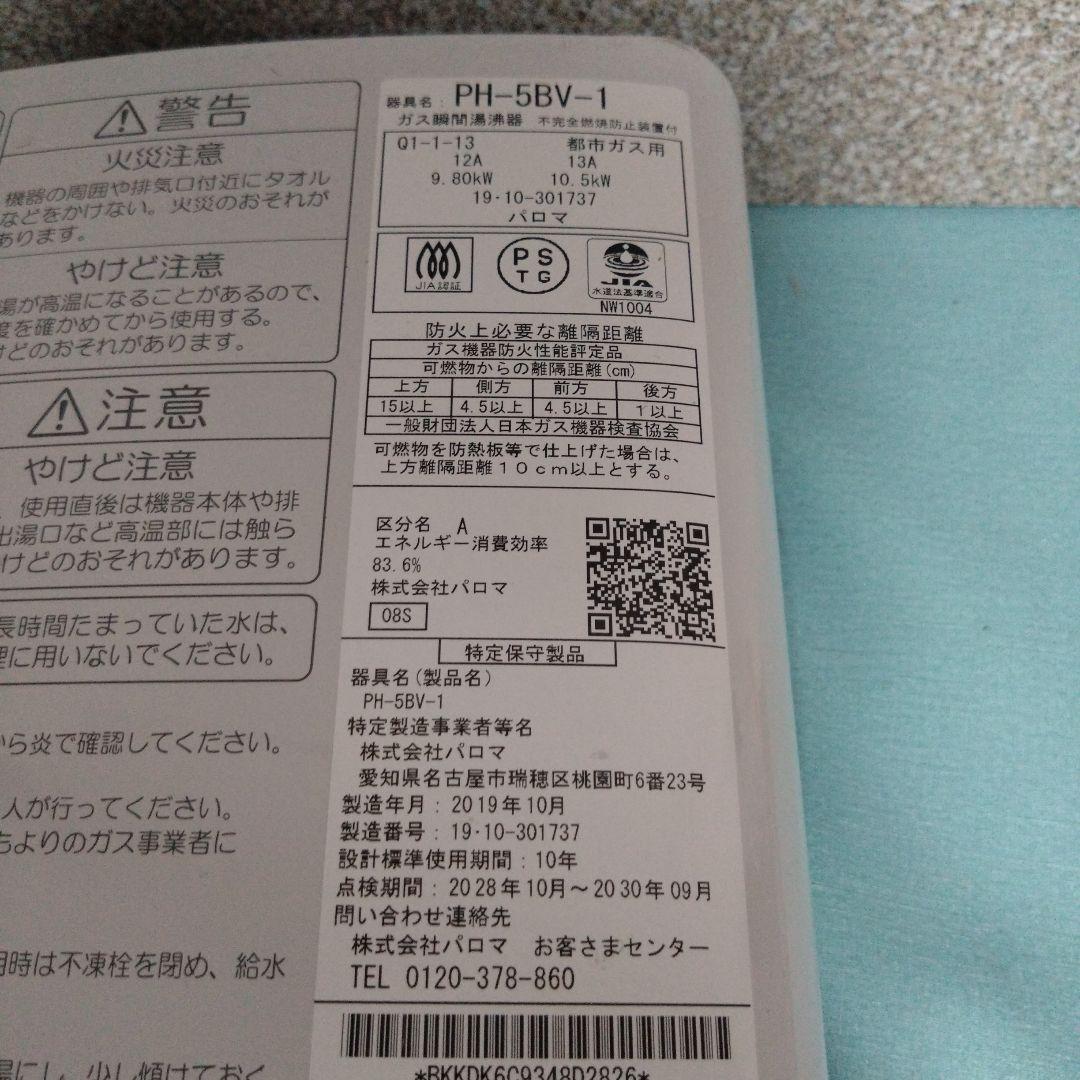 警告
火災注意
機器の周囲や排気口付近にタオル
などをかけない。火災のおそれが
あります。
やけど注意
湯が高温になることがあるので、
度を確かめてから使用する。
けどのおそれがあります。
注意
やけど注意
使用直後は機器本体や排
出湯口など高温部には触ら
けどのおそれがあります。
長時間たまっていた水は、
理に用いないでください。
から炎で確認してください。
人が行ってください。
ちよりのガス事業者に
用時は不凍栓を閉め、給水
湯にし、少し傾けておく
器具名: PH-5BV-1
ガス瞬間湯沸器 不完全燃焼防止装置付
Q1-1-13 都市ガス用
12A 13A
9.80kW 10.5kW
19・10-301737
パロマ
JIA認証
PS
TG
JIA
水道法基準適合
NW1004
防火上必要な離隔距離
ガス機器防火性能評定品
可燃物からの離隔距離(cm)
上方 側方 前方 後方
15以上 4.5以上 4.5以上 1以上
一般財団法人日本ガス機器検査協会
可燃物を防熱板等で仕上げた場合は、
上方離隔距離10cm以上とする。
区分名 A
エネルギー消費効率
83.6%
株式会社パロマ
08S
特定保守製品
器具名(製品名)
PH-5BV-1
特定製造事業者等名
株式会社パロマ
愛知県名古屋市瑞穂区桃園町6番23号
製造年月:2019年10月
製造番号:19・10-301737
設計標準使用期間:10年
点検期間:2028年10月~2030年09月
問い合わせ連絡先
株式会社パロマ お客さまセンター
TEL 0120-378-860
*BKKDK6C9348D2826*